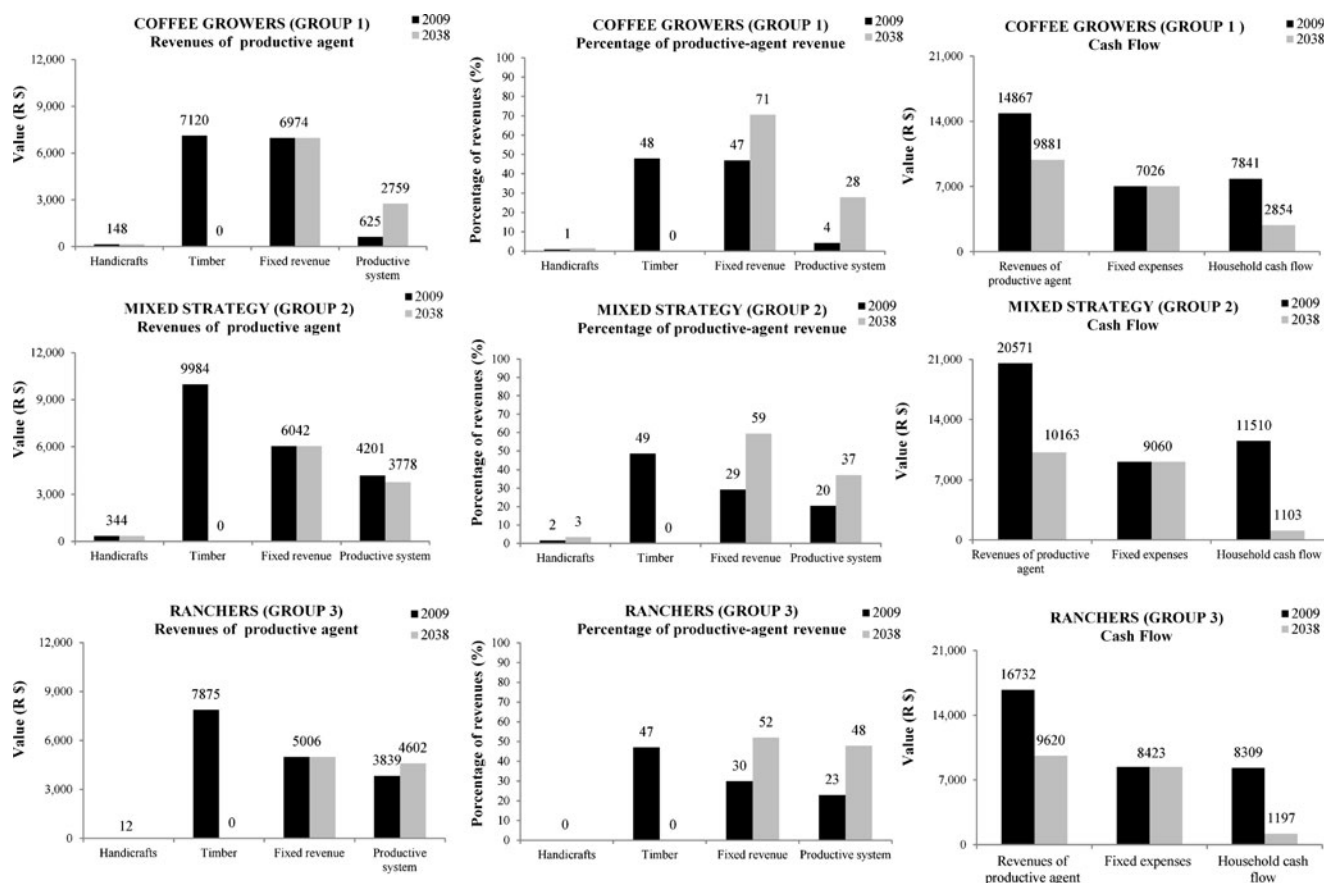 COFFEE GROWERS (GROUP 1)
Revenues of productive agent
2009
2038
Value (R $)
12,000
9,000
6,000
3,000
0
148
7120
0
6974
625
2759
Handicrafts
Timber
Fixed revenue
Productive system
COFFEE GROWERS (GROUP 1)
Percentage of productive-agent revenue
2009
2038
Porcentage of revenues (%)
100
90
80
70
60
50
40
30
20
10
0
1
48
0
47
71
4
28
Handicrafts
Timber
Fixed revenue
Productive system
COFFEE GROWERS (GROUP 1 )
Cash Flow
2009
2038
Value (R $)
21,000
14,000
7,000
0
14867
9881
7026
7841
2854
Revenues of
productive agent
Fixed expenses
Household cash flow
MIXED STRATEGY (GROUP 2)
Revenues of productive agent
2009
2038
Value (R $)
12,000
9,000
6,000
3,000
0
344
9984
0
6042
4201
3778
Handicrafts
Timber
Fixed revenue
Productive system
MIXED STRATEGY (GROUP 2)
Percentage of productive-agent revenue
2009
2038
Porcentage of revenues (%)
100
90
80
70
60
50
40
30
20
10
0
2
3
49
0
29
59
20
37
Handicrafts
Timber
Fixed revenue
Productive system
MIXED STRATEGY (GROUP 2)
Cash Flow
2009
2038
Value (R $)
21,000
14,000
7,000
0
20571
10163
9060
11510
1103
Revenues of productive
agent
Fixed expenses
Household cash flow
RANCHERS (GROUP 3)
Revenues of productive agent
2009
2038
Value (R $)
12,000
9,000
6,000
3,000
0
12
7875
0
5006
3839
4602
Handicrafts
Timber
Fixed revenue
Productive
system
RANCHERS (GROUP 3)
Percentage of productive-agent revenue
2009
2038
Porcentage of revenues (%)
100
90
80
70
60
50
40
30
20
10
0
0
47
0
30
52
23
48
Handicrafts
Timber
Fixed revenue
Productive
system
RANCHERS (GROUP 3)
Cash Flow
2009
2038
Value (R $)
21,000
14,000
7,000
0
16732
9620
8423
8309
1197
Revenues of
productive agent
Fixed expenses
Household cash
flow